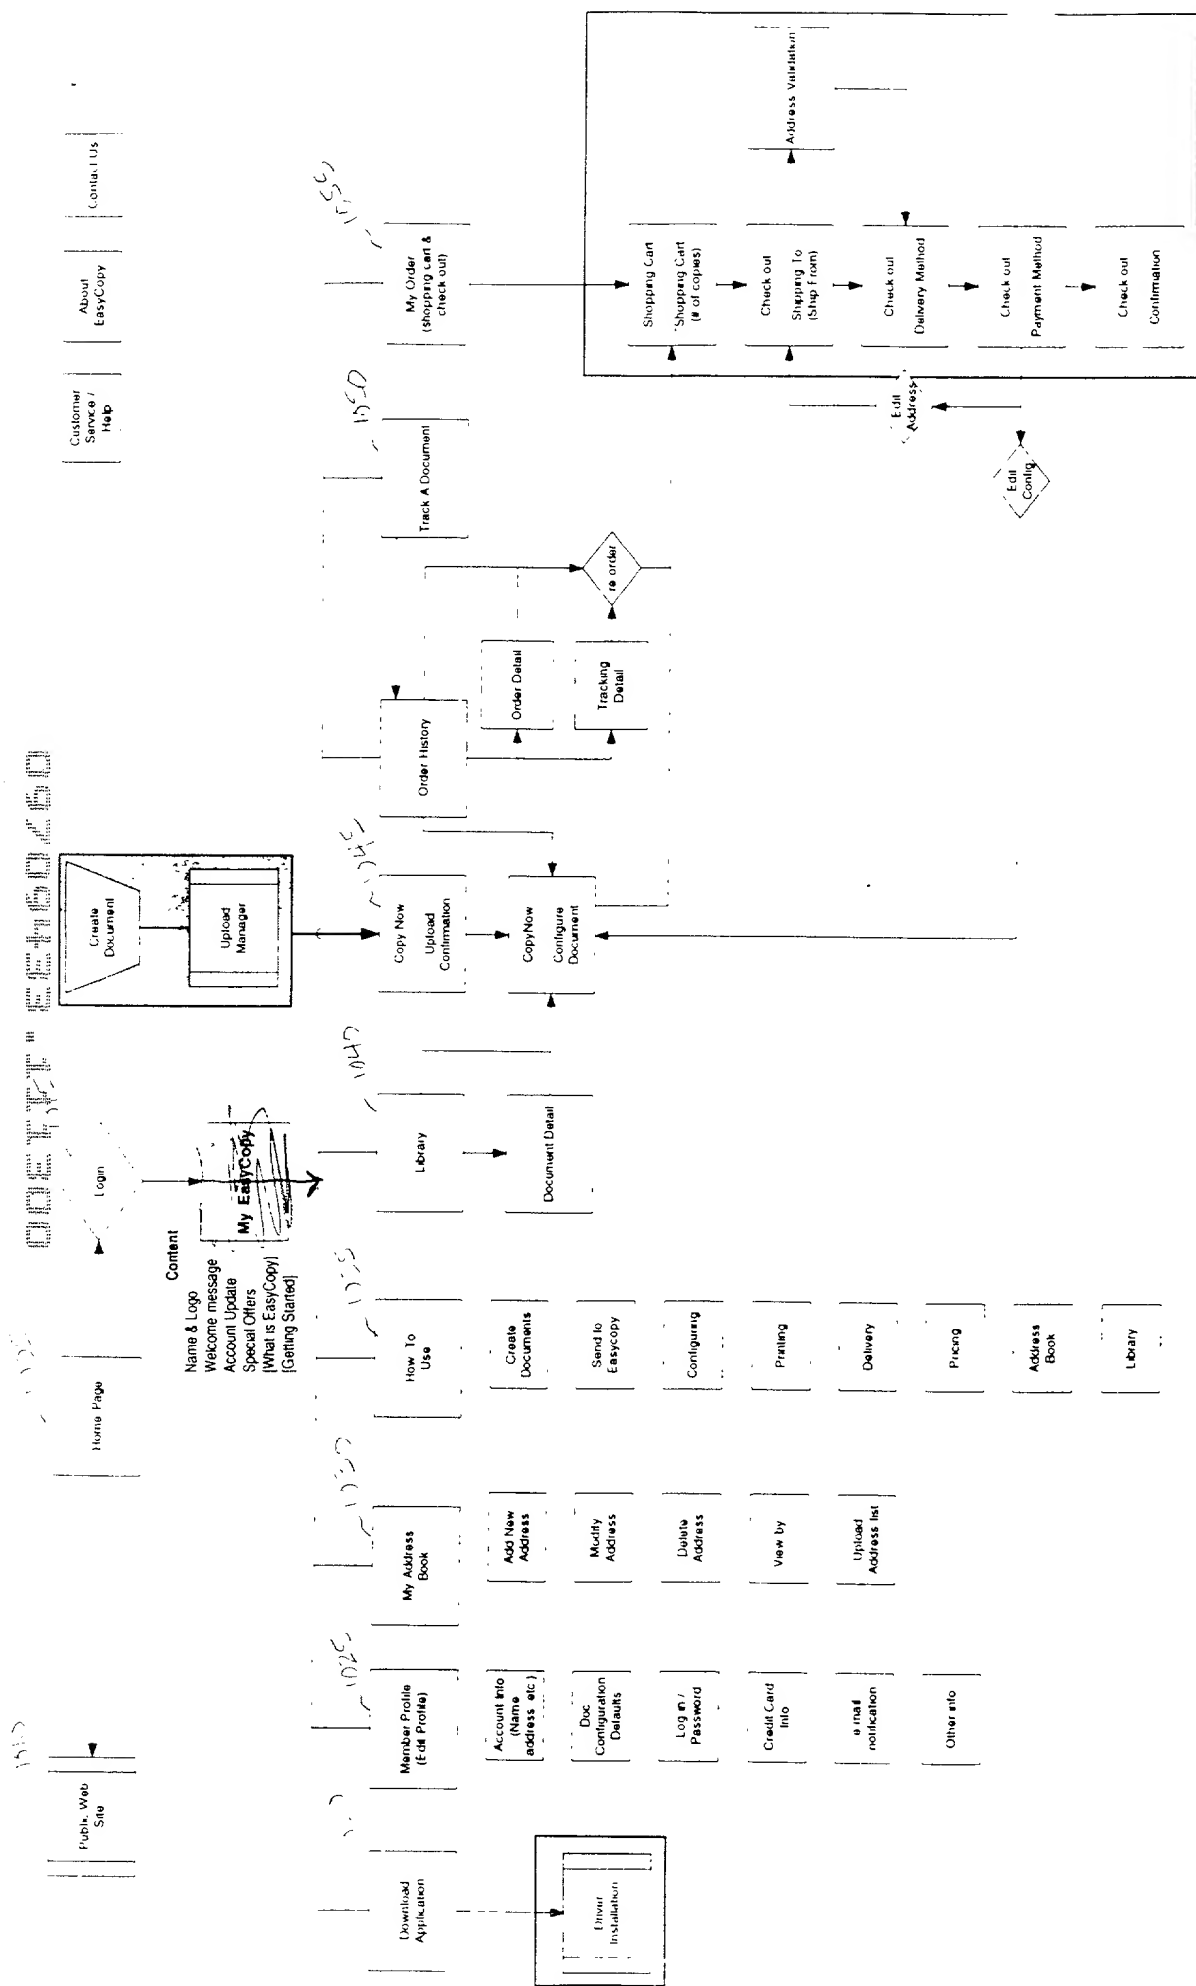 Public Web
Site
Home Page
Login
Create
Document
Upload
Manager
Customer
Service /
Help
About
EasyCopy
Contact Us
Content
Name & Logo
Welcome message
Account Update
Special Offers
[What is EasyCopy]
[Getting Started]
My EasyCopy
Download
Application
Driver
Installation
1025
Member Profile
(Edit Profile)
Account Info
(Name
address etc )
Doc
Configuration
Defaults
Log in /
Password
Credit Card
Info
e mail
notification
Other info
1030
My Address
Book
Add New
Address
Modify
Address
Delete
Address
View by
Upload
Address list
1035
How To
Use
Create
Documents
Send to
Easycopy
Configuring
Printing
Delivery
Pricing
Address
Book
Library
1040
Library
Document Detail
1045
Copy Now
Upload
Confirmation
CopyNow
Configure
Document
Order History
Order Detail
Tracking
Detail
re order
1050
Track A Document
1055
My Order
(shopping cart &
check out)
Shopping Cart
"Shopping Cart
(# of copies)
Check out
Shipping To
(Ship From)
Address Validation
Check out
Delivery Method
Check out
Payment Method
Check out
Confirmation
Edit
Address
Edit
Config